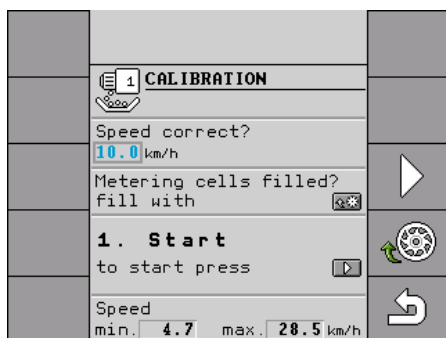 1 CALIBRATION
Speed correct?
10.0 km/h
Metering cells filled?
fill with
1. Start
to start press
Speed
min. 4.7 max. 28.5 km/h